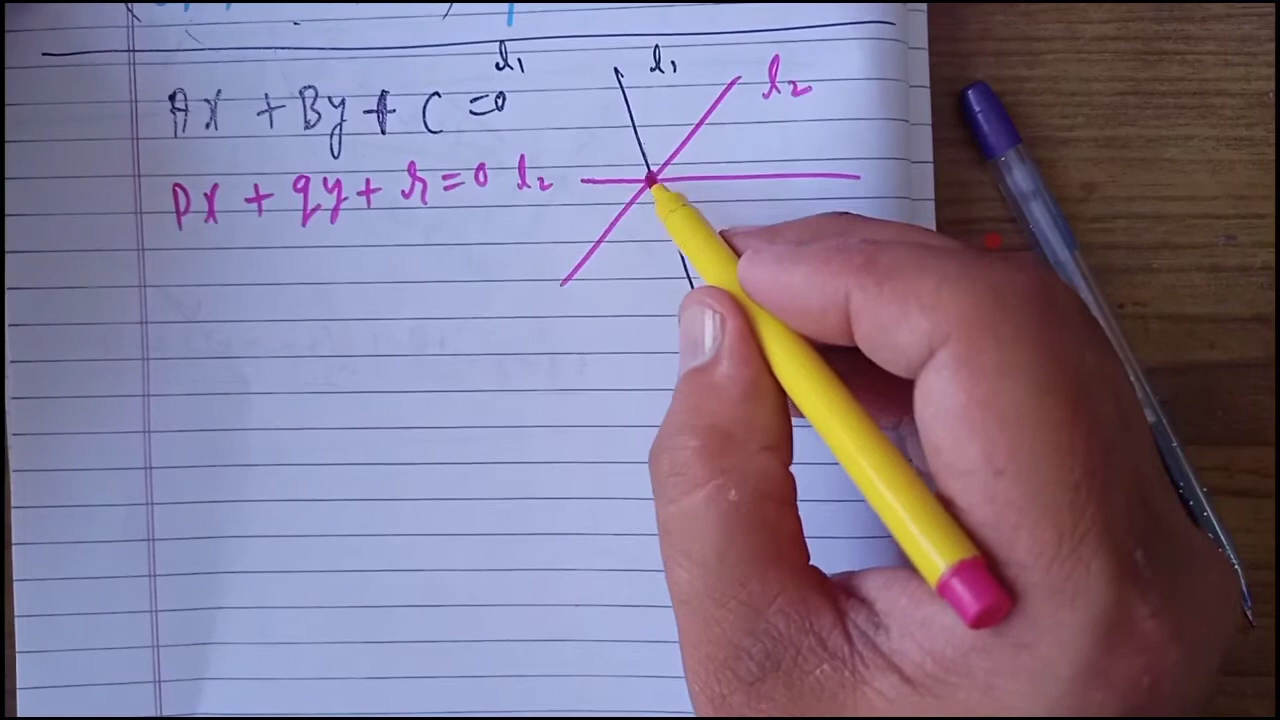 l₁ l₁
Ax + By + C = 0
l₂
px + qy + r = 0 l₂